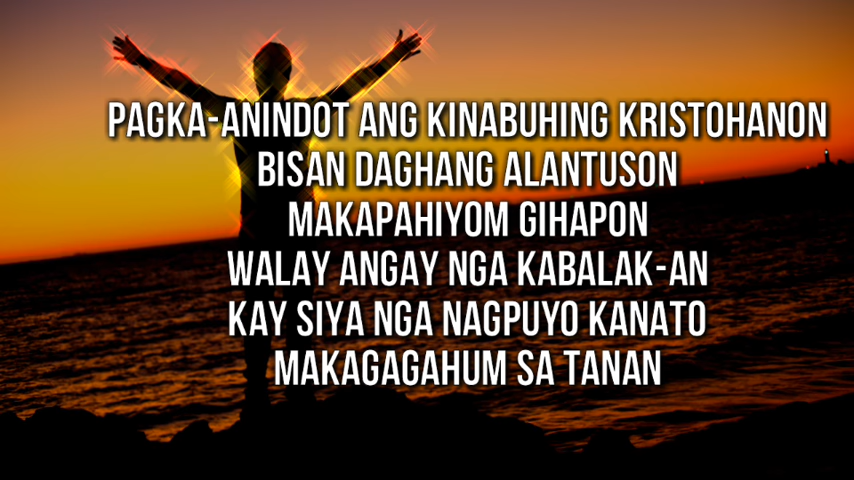 PAGKA-ANINDOT ANG KINABUHING KRISTOHANON
BISAN DAGHANG ALANTUSON
MAKAPAHIYOM GIHAPON
WALAY ANGAY NGA KABALAK-AN
KAY SIYA NGA NAGPUYO KANATO
MAKAGAGAHUM SA TANAN